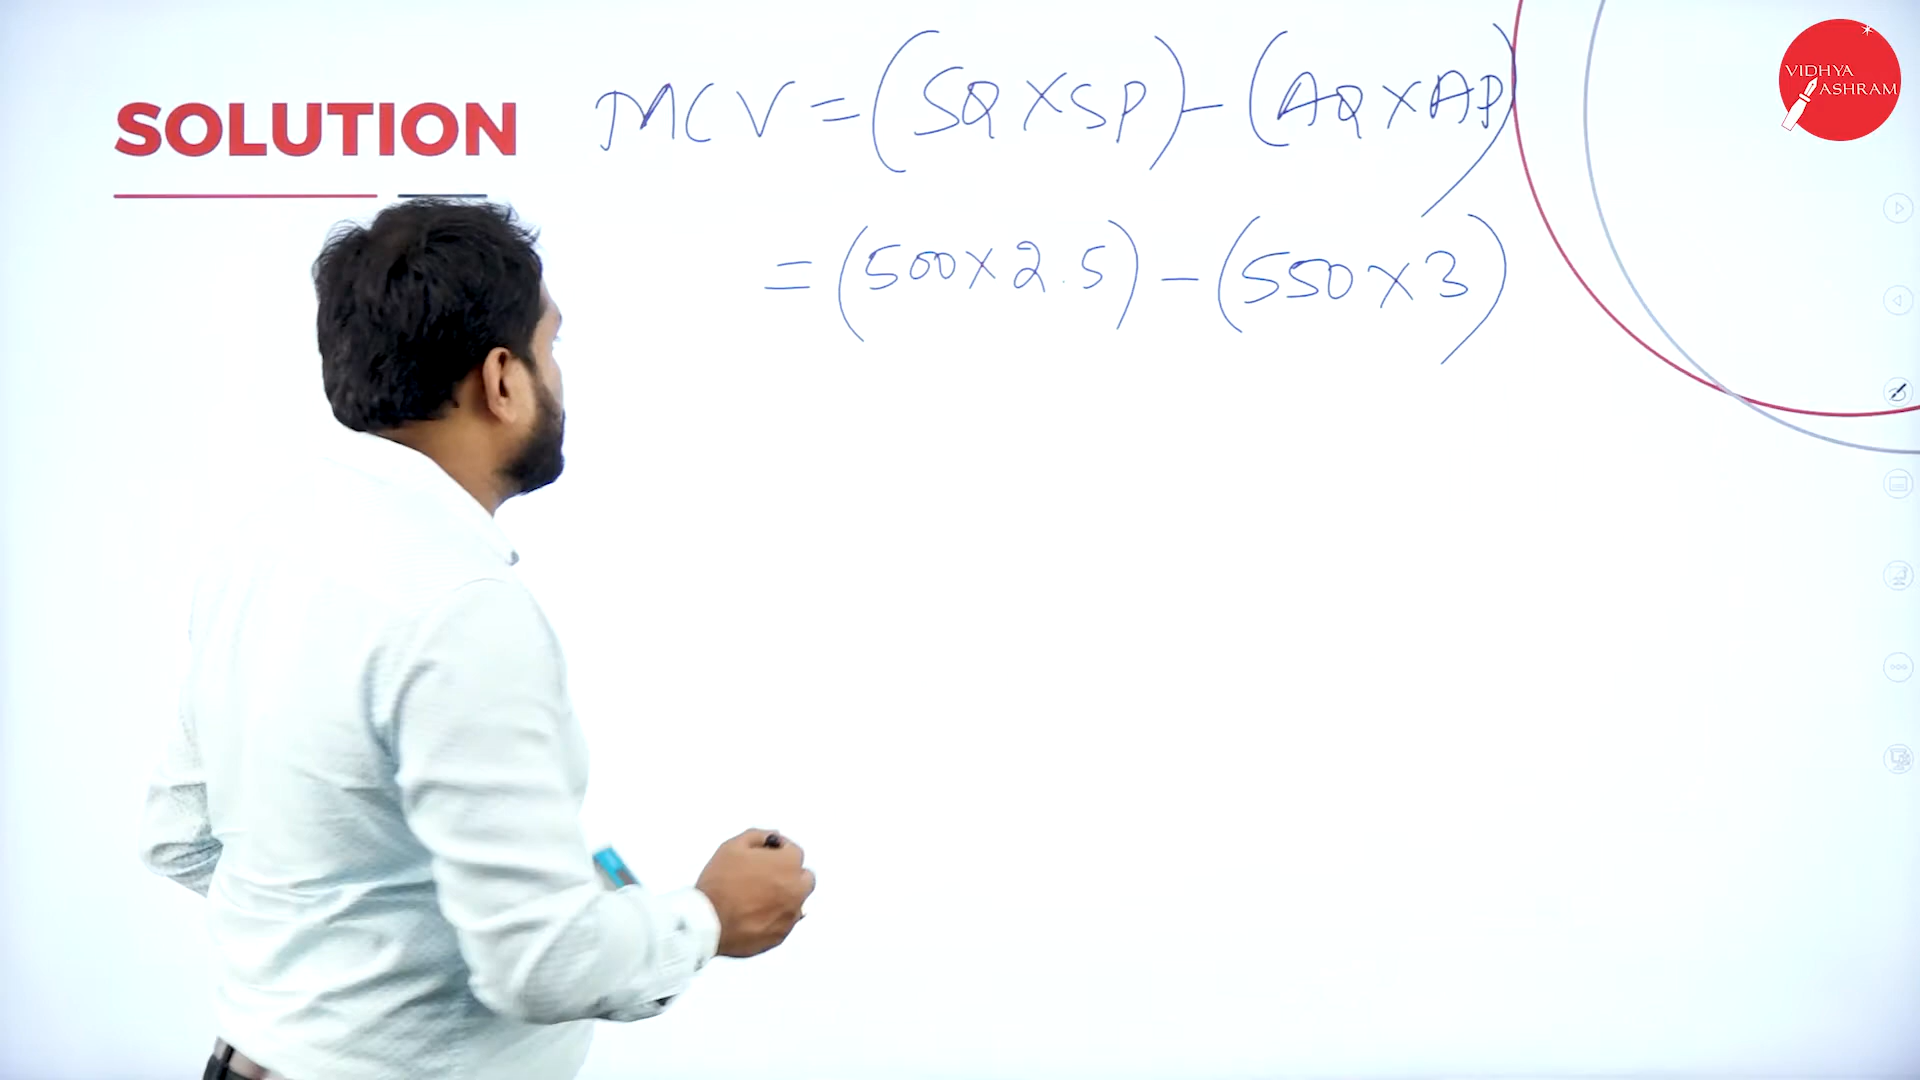 SOLUTION
MCV = (SQ X SP) - (AQ X AP)
= (500 X 2.5) - (550 X 3)
VIDHYA
ASHRAM